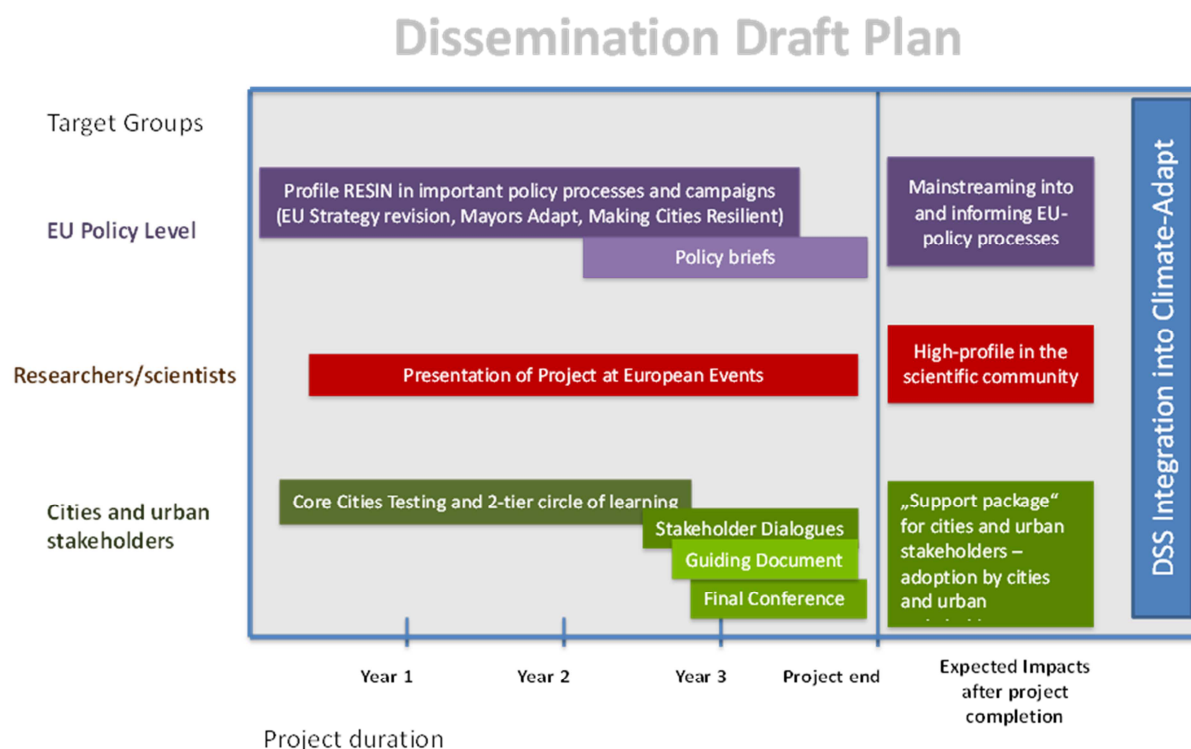 Dissemination Draft Plan
Target Groups
EU Policy Level
Profile RESIN in important policy processes and campaigns
(EU Strategy revision, Mayors Adapt, Making Cities Resilient)
Policy briefs
Mainstreaming into
and informing EU-
policy processes
Researchers/scientists
Presentation of Project at European Events
High-profile in the
scientific community
Cities and urban
stakeholders
Core Cities Testing and 2-tier circle of learning
Stakeholder Dialogues
Guiding Document
Final Conference
„Support package“
for cities and urban
stakeholders –
adoption by cities
and urban
DSS Integration into Climate-Adapt
Year 1
Year 2
Year 3
Project end
Expected Impacts
after project
completion
Project duration